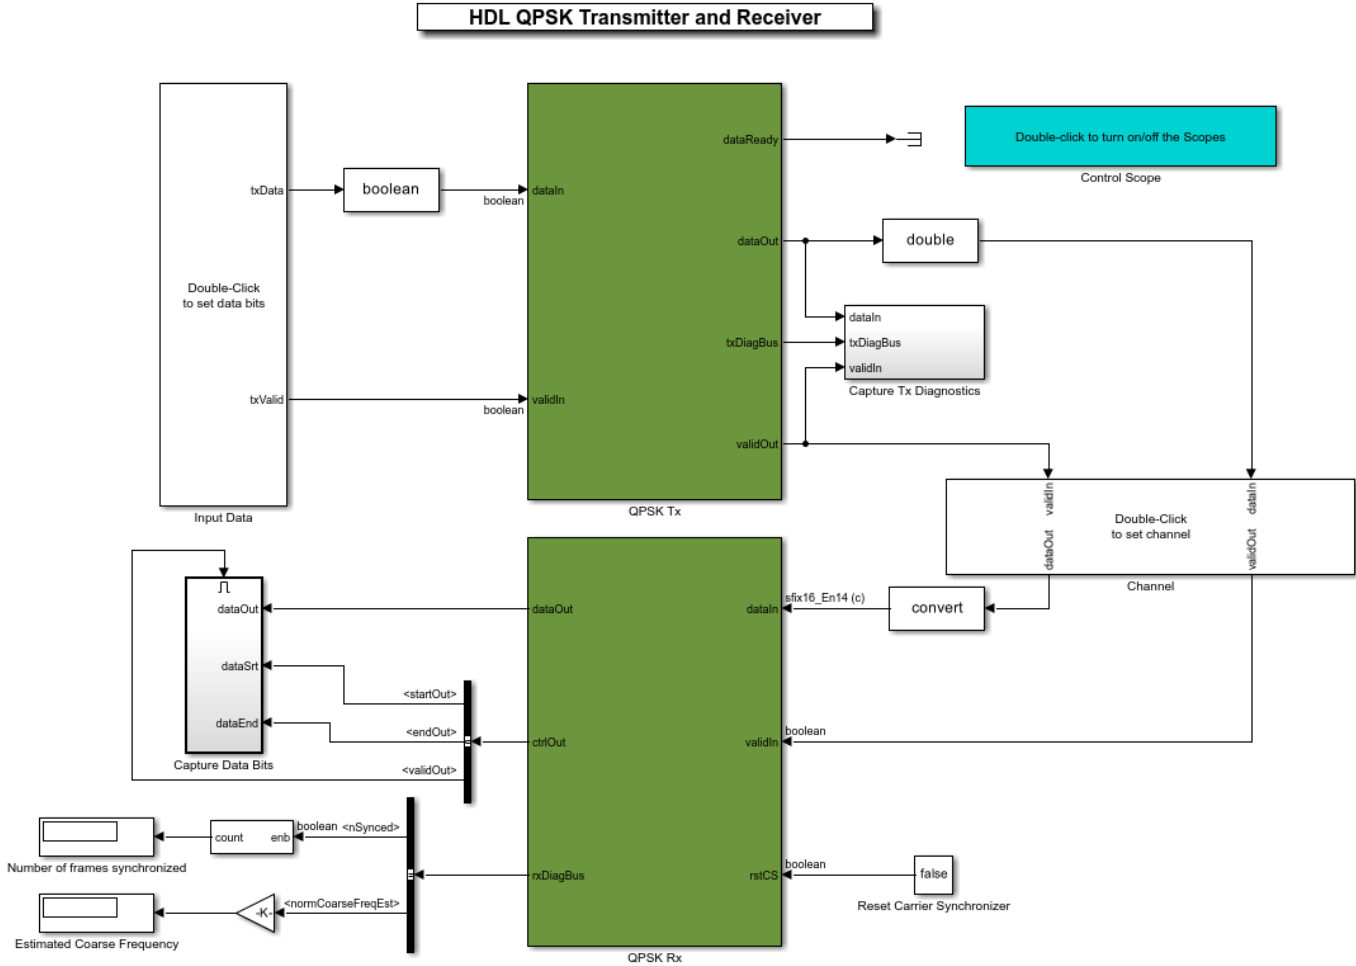 HDL QPSK Transmitter and Receiver
dataReady
Double-click to turn on/off the Scopes
Control Scope
txData
boolean
boolean
dataIn
dataOut
double
Double-Click
to set data bits
dataIn
txDiagBus
txDiagBus
validIn
Capture Tx Diagnostics
txValid
boolean
validIn
validOut
Input Data
QPSK Tx
validIn
dataIn
Double-Click
to set channel
dataOut
validOut
Channel
dataOut
dataOut
dataIn
sfix16_En14 (c)
convert
dataSrt
<startOut>
dataEnd
<endOut>
ctrlOut
validIn
boolean
Capture Data Bits
<validOut>
count
enb
boolean
<nSynced>
Number of frames synchronized
rxDiagBus
rstCS
boolean
false
Reset Carrier Synchronizer
-K-
<normCoarseFreqEst>
Estimated Coarse Frequency
QPSK Rx